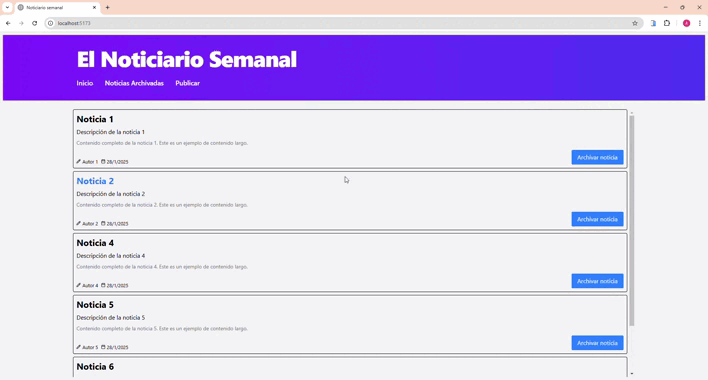 Noticiario semanal
localhost:5173
El Noticiario Semanal
Inicio Noticias Archivadas Publicar
Noticia 1
Descripción de la noticia 1
Contenido completo de la noticia 1. Este es un ejemplo de contenido largo.
Autor 1 28/1/2025
Archivar noticia
Noticia 2
Descripción de la noticia 2
Contenido completo de la noticia 2. Este es un ejemplo de contenido largo.
Autor 2 28/1/2025
Archivar noticia
Noticia 4
Descripción de la noticia 4
Contenido completo de la noticia 4. Este es un ejemplo de contenido largo.
Autor 4 28/1/2025
Archivar noticia
Noticia 5
Descripción de la noticia 5
Contenido completo de la noticia 5. Este es un ejemplo de contenido largo.
Autor 5 28/1/2025
Archivar noticia
Noticia 6